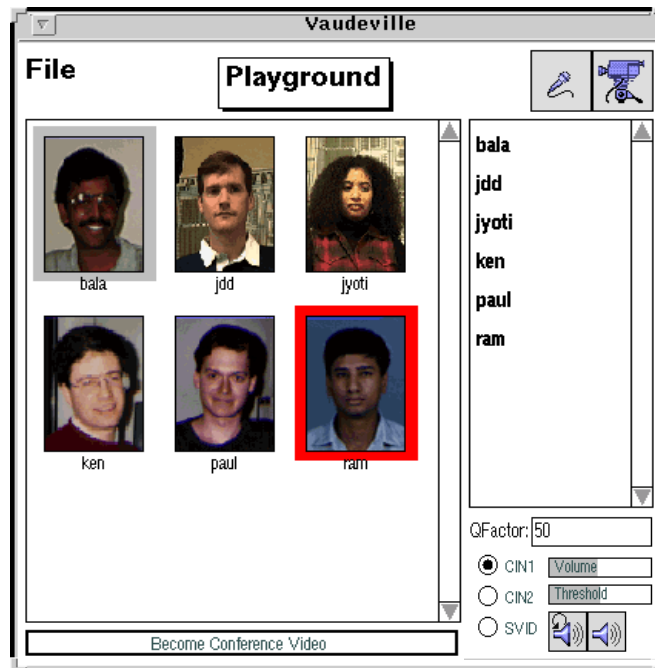 Vaudeville
File
Playground
bala
jdd
jyoti
ken
paul
ram
bala
jdd
jyoti
ken
paul
ram
QFactor: 50
CIN1 Volume
CIN2 Threshold
SVID
Become Conference Video